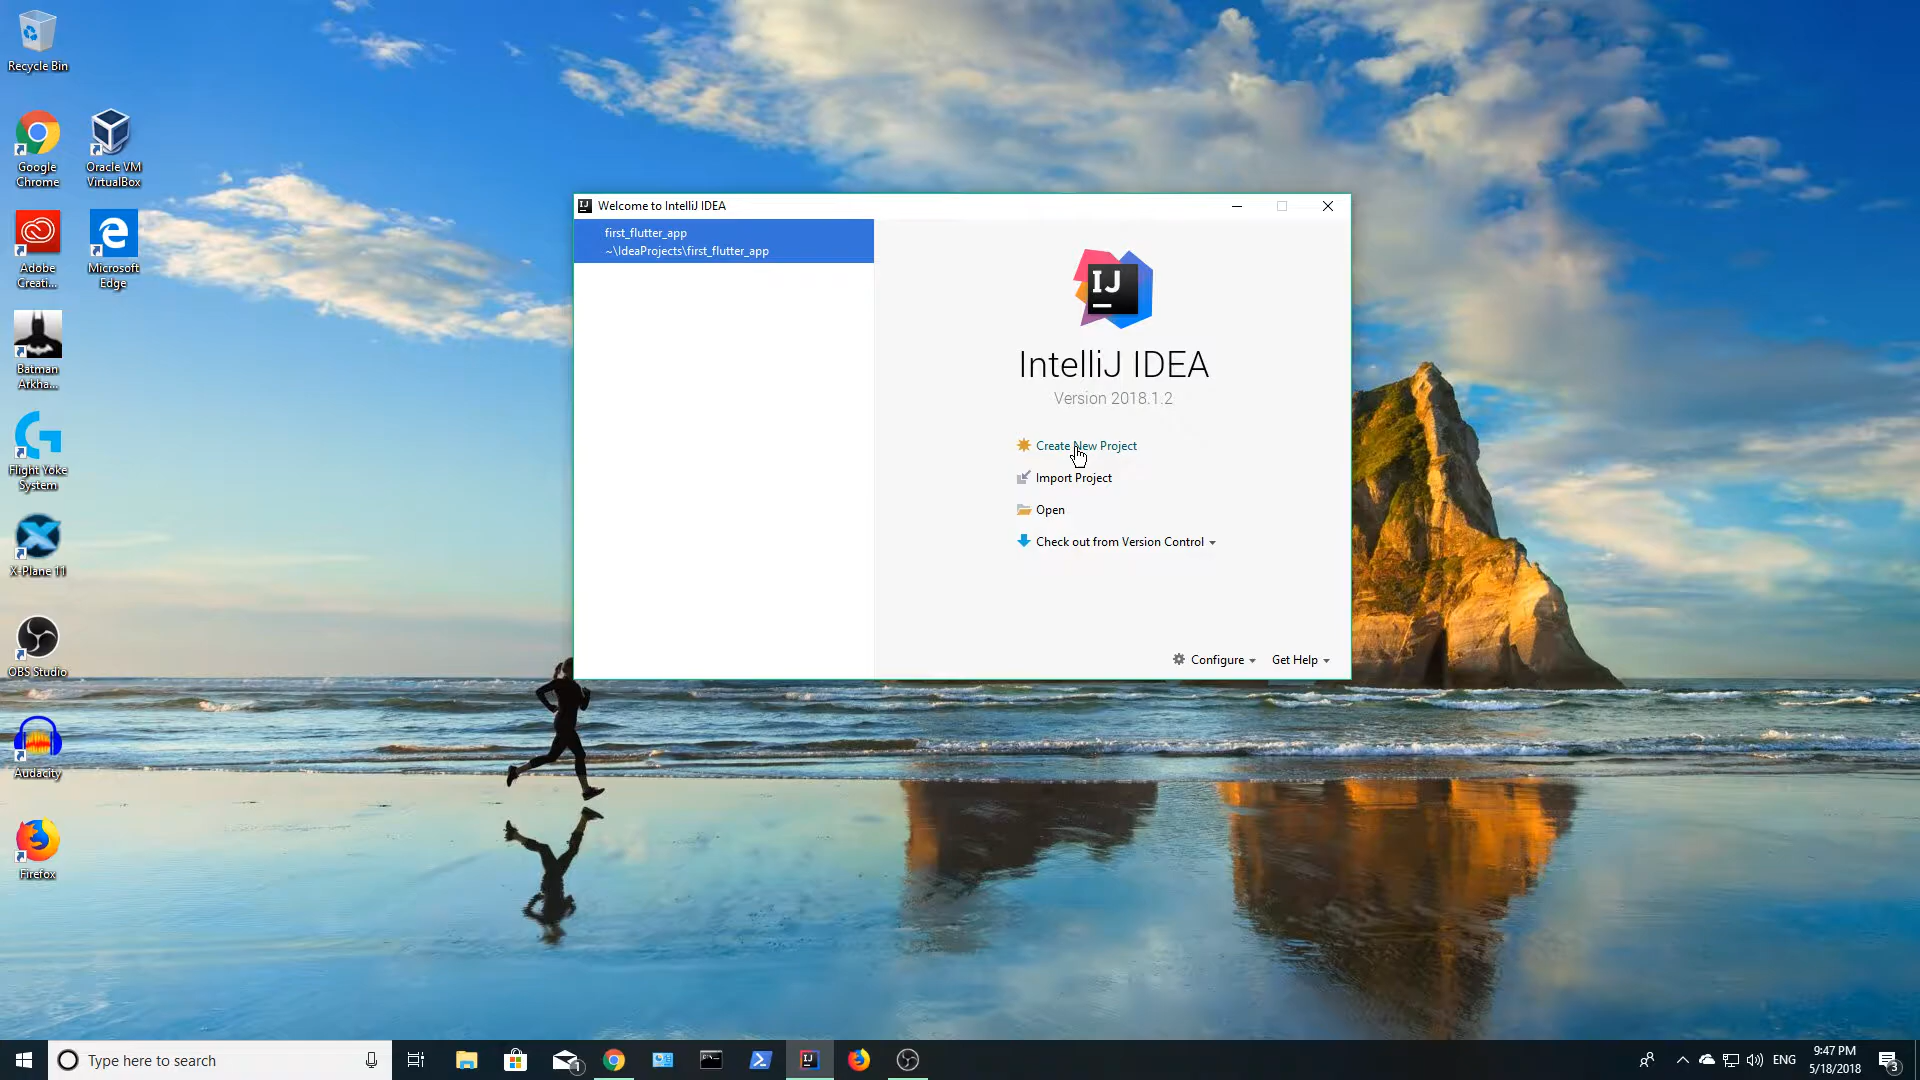 Recycle Bin
Google
Chrome
Oracle VM
VirtualBox
Adobe
Creati...
Microsoft
Edge
Batman
Arkha...
Flight Yoke
System
X-Plane 11
OBS Studio
Audacity
Firefox
Welcome to IntelliJ IDEA
first_flutter_app
~\IdeaProjects\first_flutter_app
IJ
IntelliJ IDEA
Version 2018.1.2
Create New Project
Import Project
Open
Check out from Version Control
Configure
Get Help
Type here to search
1
ENG
9:47 PM
5/18/2018
3